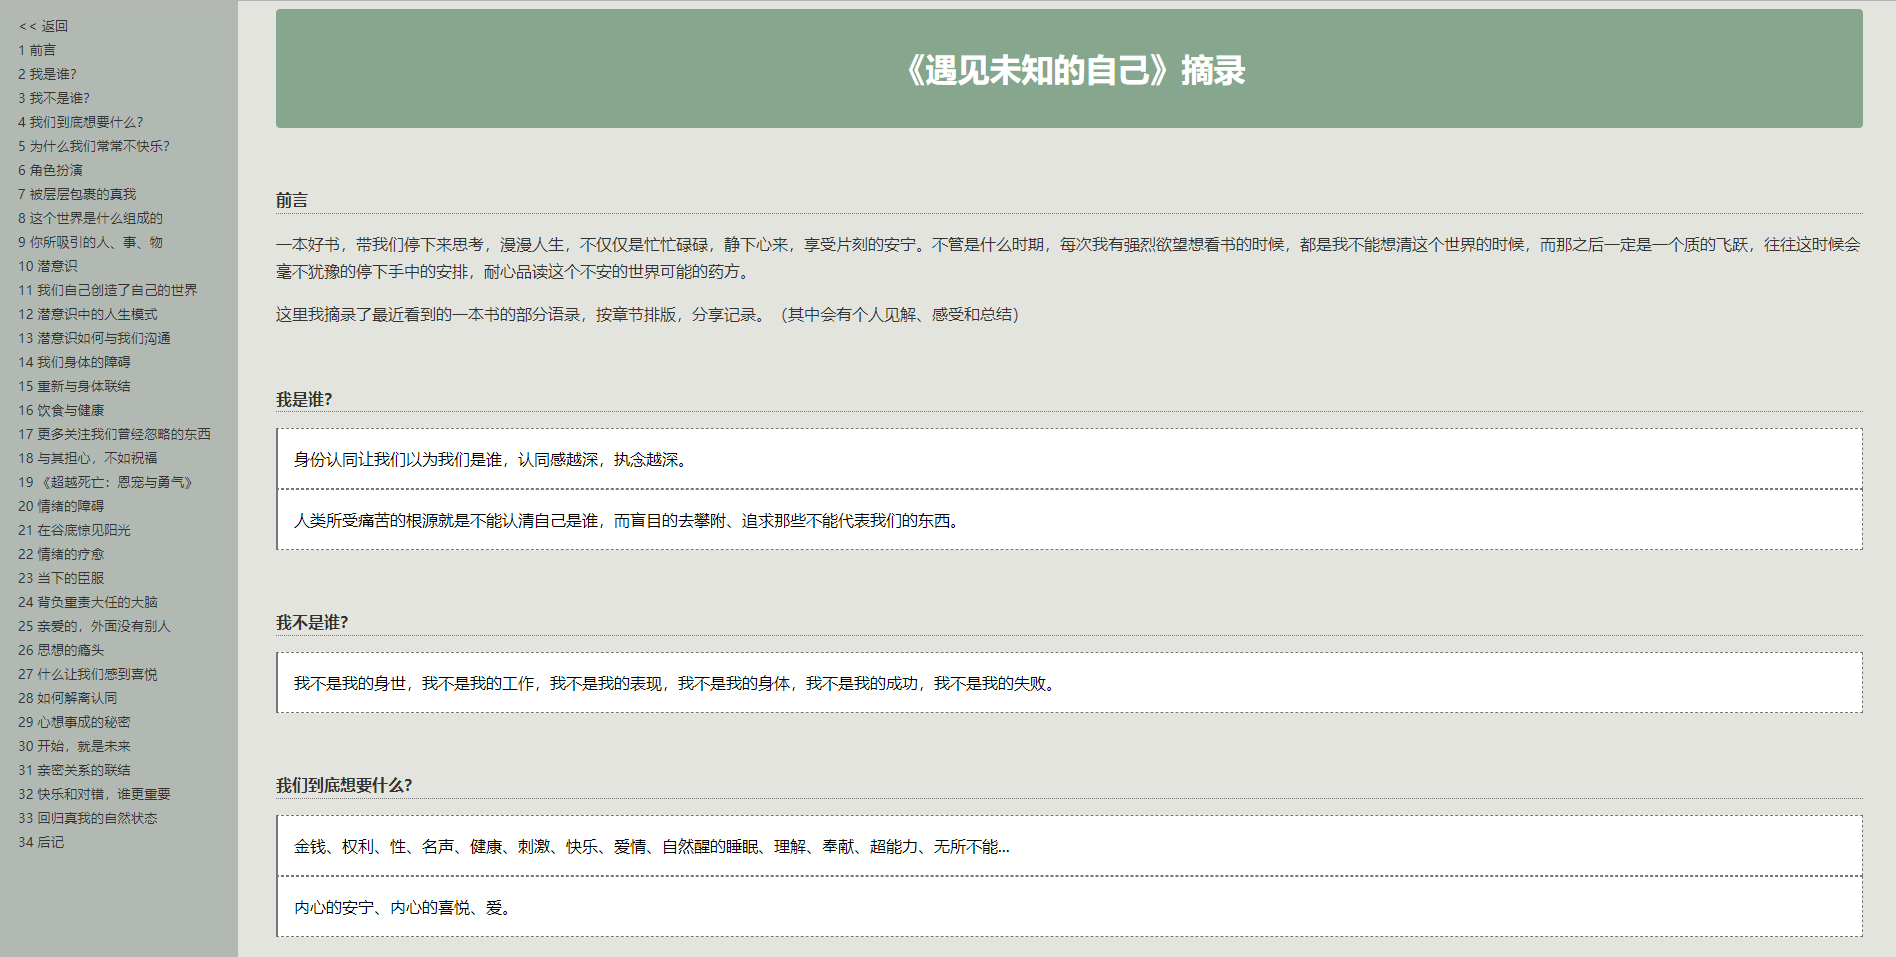 << 返回
1 前言
2 我是谁？
3 我不是谁？
4 我们到底想要什么？
5 为什么我们常常不快乐？
6 角色扮演
7 被层层包裹的真我
8 这个世界是什么组成的
9 你所吸引的人、事、物
10 潜意识
11 我们自己创造了自己的世界
12 潜意识中的人生模式
13 潜意识如何与我们沟通
14 我们身体的障碍
15 重新与身体联结
16 饮食与健康
17 更多关注我们曾经忽略的东西
18 与其担心，不如祝福
19 《超越死亡：恩宠与勇气》
20 情绪的障碍
21 在谷底惊见阳光
22 情绪的疗愈
23 当下的臣服
24 背负重责大任的大脑
25 亲爱的，外面没有别人
26 思想的瘾头
27 什么让我们感到喜悦
28 如何解离认同
29 心想事成的秘密
30 开始，就是未来
31 亲密关系的联结
32 快乐和对错，谁更重要
33 回归真我的自然状态
34 后记
《遇见未知的自己》摘录
前言
一本好书，带我们停下来思考，漫漫人生，不仅仅是忙忙碌碌，静下心来，享受片刻的安宁。不管是什么时期，每次我有强烈欲望想看书的时候，都是我不能想清这个世界的时候，而那之后一定是一个质的飞跃，往往这时候会
毫不犹豫的停下手中的安排，耐心品读这个不安的世界可能的药方。
这里我摘录了最近看到的一本书的部分语录，按章节排版，分享记录。（其中会有个人见解、感受和总结）
我是谁？
身份认同让我们以为我们是谁，认同感越深，执念越深。
人类所受痛苦的根源就是不能认清自己是谁，而盲目的去攀附、追求那些不能代表我们的东西。
我不是谁？
我不是我的身世，我不是我的工作，我不是我的表现，我不是我的身体，我不是我的成功，我不是我的失败。
我们到底想要什么？
金钱、权利、性、名声、健康、刺激、快乐、爱情、自然醒的睡眠、理解、奉献、超能力、无所不能...
内心的安宁、内心的喜悦、爱。